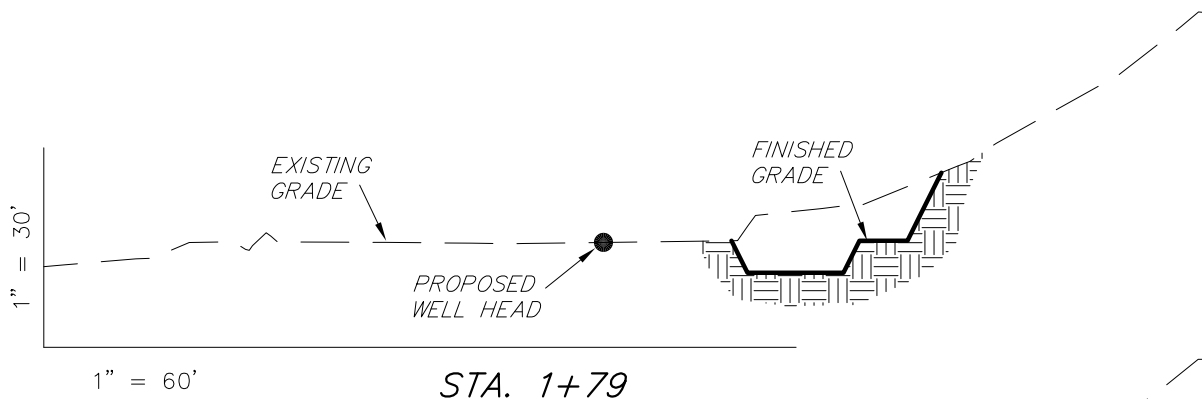 EXISTING
GRADE
FINISHED
GRADE
1" = 30'
PROPOSED
WELL HEAD
1" = 60'
STA. 1+79